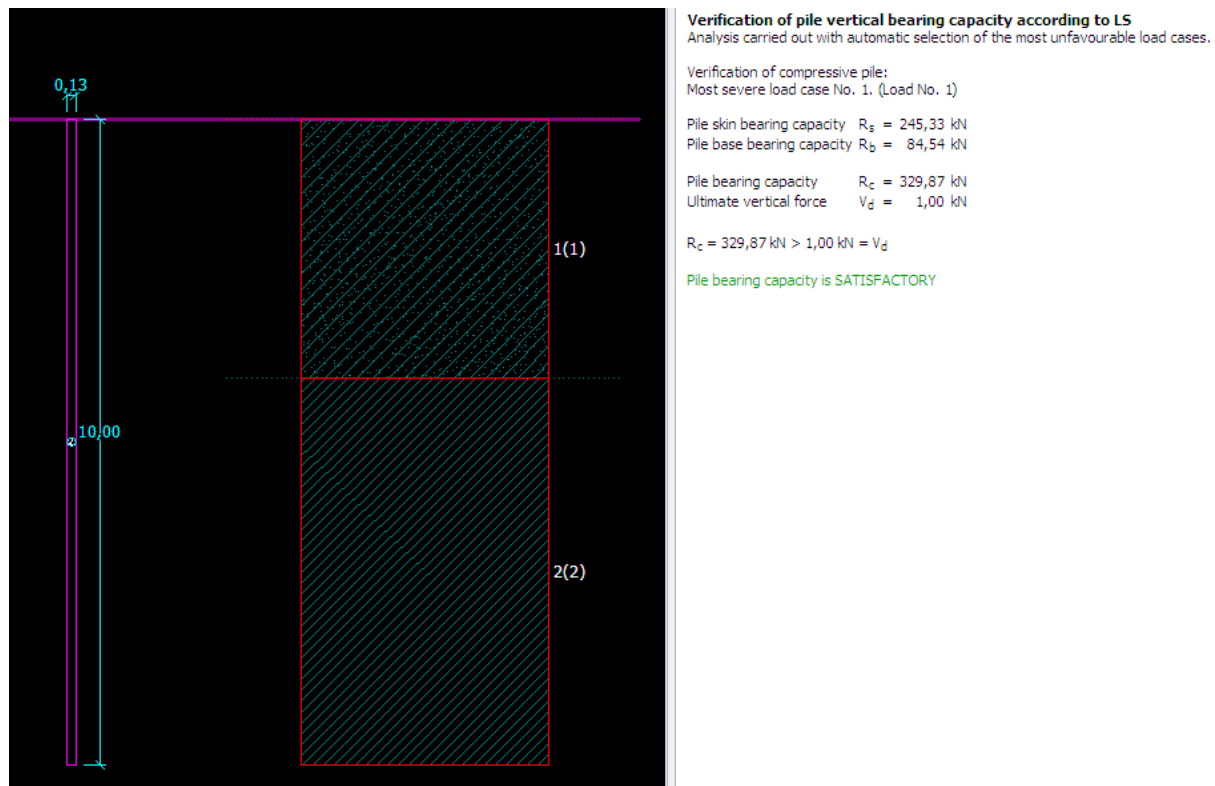 0,13
10,00
1(1)
2(2)
Verification of pile vertical bearing capacity according to LS
Analysis carried out with automatic selection of the most unfavourable load cases.
Verification of compressive pile:
Most severe load case No. 1. (Load No. 1)
Pile skin bearing capacity Rs = 245,33 kN
Pile base bearing capacity Rb = 84,54 kN
Pile bearing capacity Rc = 329,87 kN
Ultimate vertical force Vd = 1,00 kN
Rc = 329,87 kN > 1,00 kN = Vd
Pile bearing capacity is SATISFACTORY